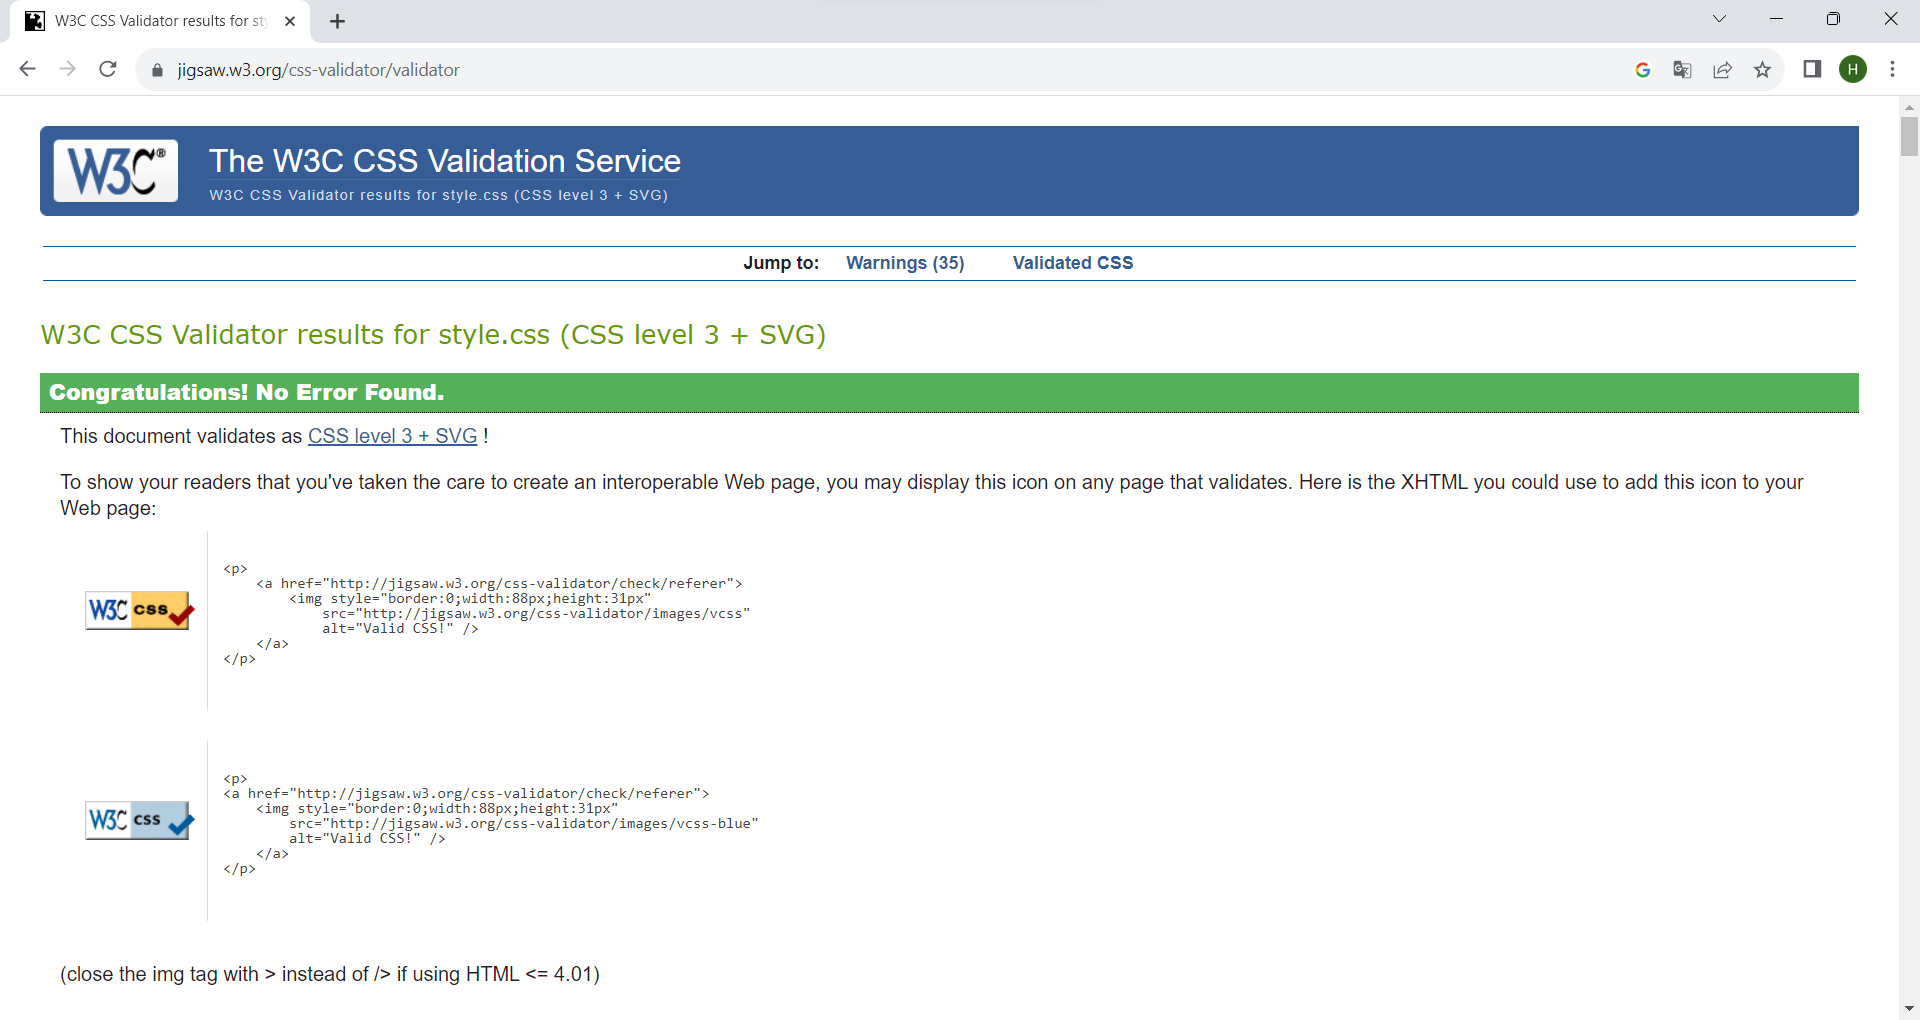 W3C CSS Validator results for sty
jigsaw.w3.org/css-validator/validator
G
H
W3C®
The W3C CSS Validation Service
W3C CSS Validator results for style.css (CSS level 3 + SVG)
Jump to: Warnings (35) Validated CSS
W3C CSS Validator results for style.css (CSS level 3 + SVG)
Congratulations! No Error Found.
This document validates as CSS level 3 + SVG !
To show your readers that you've taken the care to create an interoperable Web page, you may display this icon on any page that validates. Here is the XHTML you could use to add this icon to your
Web page:
W3C css
<p>
<a href="http://jigsaw.w3.org/css-validator/check/referer">
<img style="border:0;width:88px;height:31px"
src="http://jigsaw.w3.org/css-validator/images/vcss"
alt="Valid CSS!" />
</a>
</p>
W3C css
<p>
<a href="http://jigsaw.w3.org/css-validator/check/referer">
<img style="border:0;width:88px;height:31px"
src="http://jigsaw.w3.org/css-validator/images/vcss-blue"
alt="Valid CSS!" />
</a>
</p>
(close the img tag with > instead of /> if using HTML <= 4.01)